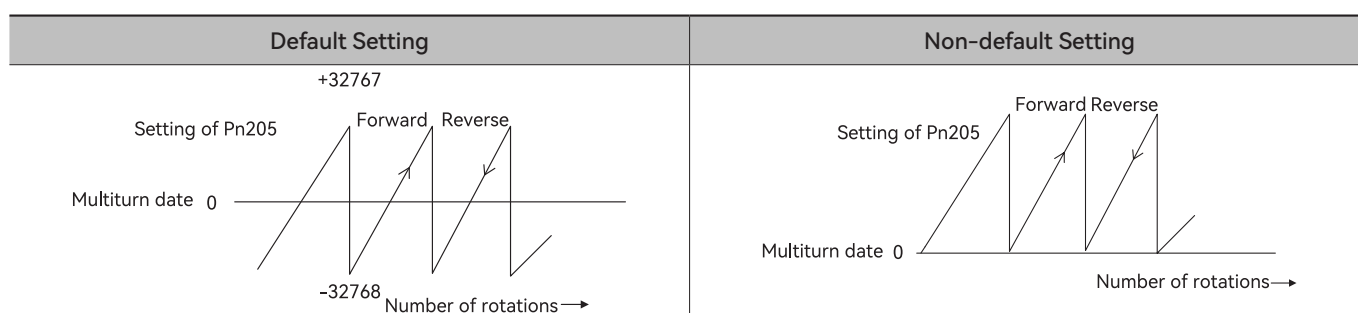 Default Setting
Non-default Setting
+32767
Setting of Pn205
Forward Reverse
Multiturn date 0
-32768
Number of rotations
Forward Reverse
Setting of Pn205
Multiturn date 0
Number of rotations